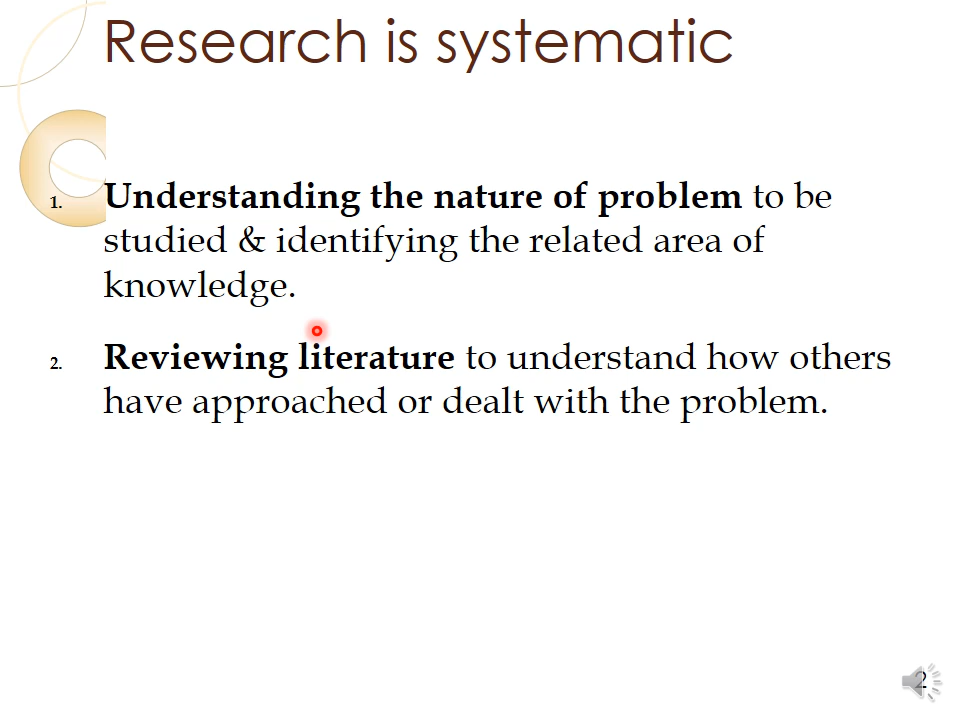 Research is systematic
1. Understanding the nature of problem to be
studied & identifying the related area of
knowledge.
2. Reviewing literature to understand how others
have approached or dealt with the problem.
2